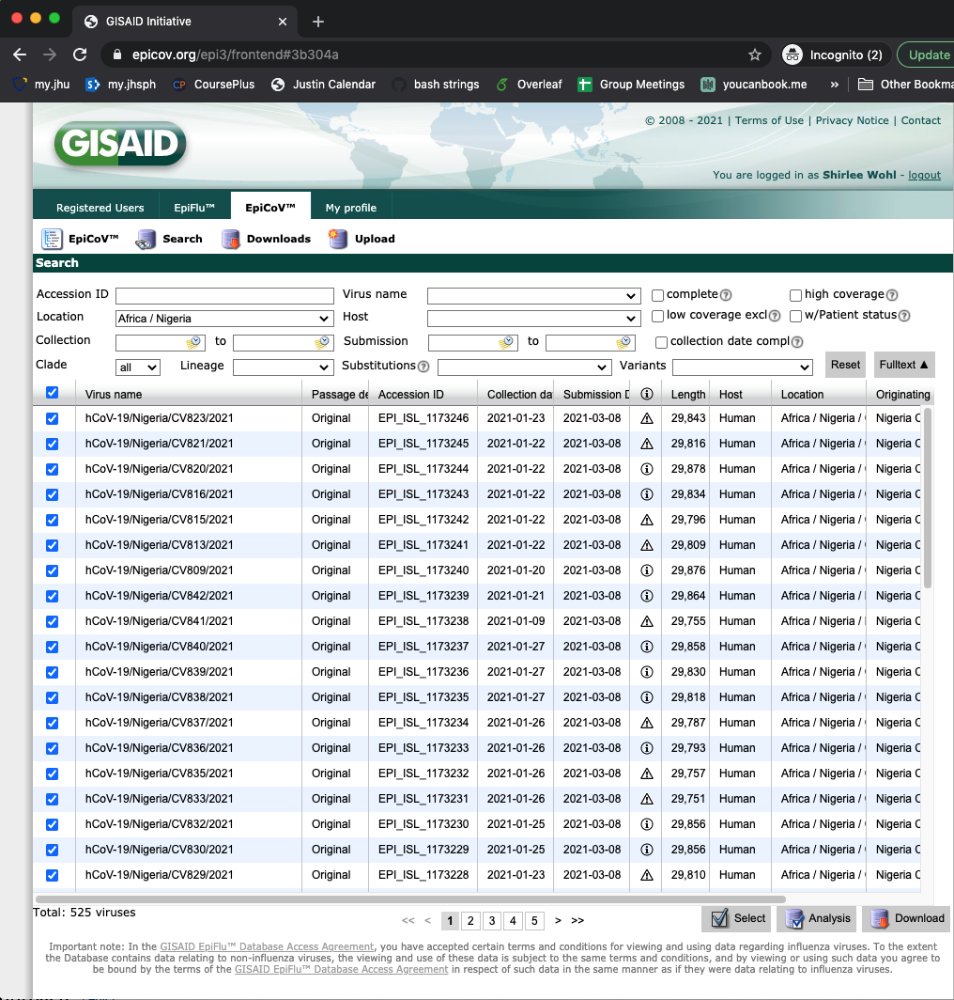 GISAID Initiative
epicov.org/epi3/frontend#3b304a
Incognito (2)
Update
my.jhu
my.jhsph
CP CoursePlus
Justin Calendar
bash strings
Overleaf
Group Meetings
youcanbook.me
»
Other Bookma
GISAID
© 2008 - 2021 | Terms of Use | Privacy Notice | Contact
You are logged in as Shirlee Wohl - logout
Registered Users EpiFlu™ EpiCoV™ My profile
EpiCoV™ Search Downloads Upload
Search
Accession ID Virus name complete high coverage
Location Africa / Nigeria Host low coverage excl w/Patient status
Collection to Submission to collection date compl
Clade all Lineage Substitutions Variants Reset Fulltext ▲
Virus name Passage de Accession ID Collection da Submission D Length Host Location Originating
hCoV-19/Nigeria/CV823/2021 Original EPI_ISL_1173246 2021-01-23 2021-03-08 29,843 Human Africa / Nigeria / Nigeria C
hCoV-19/Nigeria/CV821/2021 Original EPI_ISL_1173245 2021-01-22 2021-03-08 29,816 Human Africa / Nigeria / Nigeria C
hCoV-19/Nigeria/CV820/2021 Original EPI_ISL_1173244 2021-01-22 2021-03-08 29,878 Human Africa / Nigeria / Nigeria C
hCoV-19/Nigeria/CV816/2021 Original EPI_ISL_1173243 2021-01-22 2021-03-08 29,834 Human Africa / Nigeria / Nigeria C
hCoV-19/Nigeria/CV815/2021 Original EPI_ISL_1173242 2021-01-22 2021-03-08 29,796 Human Africa / Nigeria / Nigeria C
hCoV-19/Nigeria/CV813/2021 Original EPI_ISL_1173241 2021-01-22 2021-03-08 29,809 Human Africa / Nigeria / Nigeria C
hCoV-19/Nigeria/CV809/2021 Original EPI_ISL_1173240 2021-01-20 2021-03-08 29,876 Human Africa / Nigeria / Nigeria C
hCoV-19/Nigeria/CV842/2021 Original EPI_ISL_1173239 2021-01-21 2021-03-08 29,864 Human Africa / Nigeria / Nigeria C
hCoV-19/Nigeria/CV841/2021 Original EPI_ISL_1173238 2021-01-09 2021-03-08 29,755 Human Africa / Nigeria / Nigeria C
hCoV-19/Nigeria/CV840/2021 Original EPI_ISL_1173237 2021-01-27 2021-03-08 29,858 Human Africa / Nigeria / Nigeria C
hCoV-19/Nigeria/CV839/2021 Original EPI_ISL_1173236 2021-01-27 2021-03-08 29,830 Human Africa / Nigeria / Nigeria C
hCoV-19/Nigeria/CV838/2021 Original EPI_ISL_1173235 2021-01-27 2021-03-08 29,818 Human Africa / Nigeria / Nigeria C
hCoV-19/Nigeria/CV837/2021 Original EPI_ISL_1173234 2021-01-26 2021-03-08 29,787 Human Africa / Nigeria / Nigeria C
hCoV-19/Nigeria/CV836/2021 Original EPI_ISL_1173233 2021-01-26 2021-03-08 29,793 Human Africa / Nigeria / Nigeria C
hCoV-19/Nigeria/CV835/2021 Original EPI_ISL_1173232 2021-01-26 2021-03-08 29,757 Human Africa / Nigeria / Nigeria C
hCoV-19/Nigeria/CV833/2021 Original EPI_ISL_1173231 2021-01-26 2021-03-08 29,751 Human Africa / Nigeria / Nigeria C
hCoV-19/Nigeria/CV832/2021 Original EPI_ISL_1173230 2021-01-25 2021-03-08 29,856 Human Africa / Nigeria / Nigeria C
hCoV-19/Nigeria/CV830/2021 Original EPI_ISL_1173229 2021-01-25 2021-03-08 29,856 Human Africa / Nigeria / Nigeria C
hCoV-19/Nigeria/CV829/2021 Original EPI_ISL_1173228 2021-01-23 2021-03-08 29,810 Human Africa / Nigeria / Nigeria C
Total: 525 viruses
<< < 1 2 3 4 5 > >>
Select Analysis Download
Important note: In the GISAID EpiFlu™ Database Access Agreement, you have accepted certain terms and conditions for viewing and using data regarding influenza viruses. To the extent
the Database contains data relating to non-influenza viruses, the viewing and use of these data is subject to the same terms and conditions, and by viewing or using such data you agree to
be bound by the terms of the GISAID EpiFlu™ Database Access Agreement in respect of such data in the same manner as if they were data relating to influenza viruses.